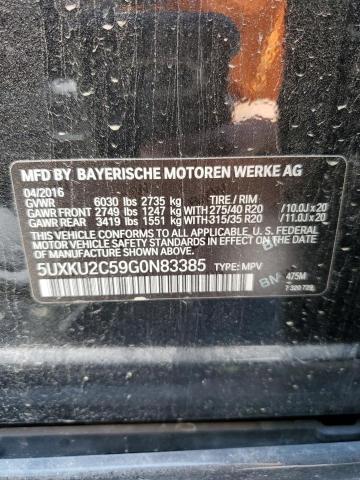 MFD BY BAYERISCHE MOTOREN WERKE AG
04/2016
GVWR 6030 lbs 2735 kg TIRE / RIM
GAWR FRONT 2749 lbs 1247 kg WITH 275/40 R20 /10.0J x 20
GAWR REAR 3419 lbs 1551 kg WITH 315/35 R20 /11.0J x 20
THIS VEHICLE CONFORMS TO ALL APPLICABLE U. S. FEDERAL
MOTOR VEHICLE SAFETY STANDARDS IN EFFECT ON THE
DATE OF MANUFACTURE SHOWN ABOVE.
5UXKU2C59G0N83385 TYPE: MPV
475M
7 320 729